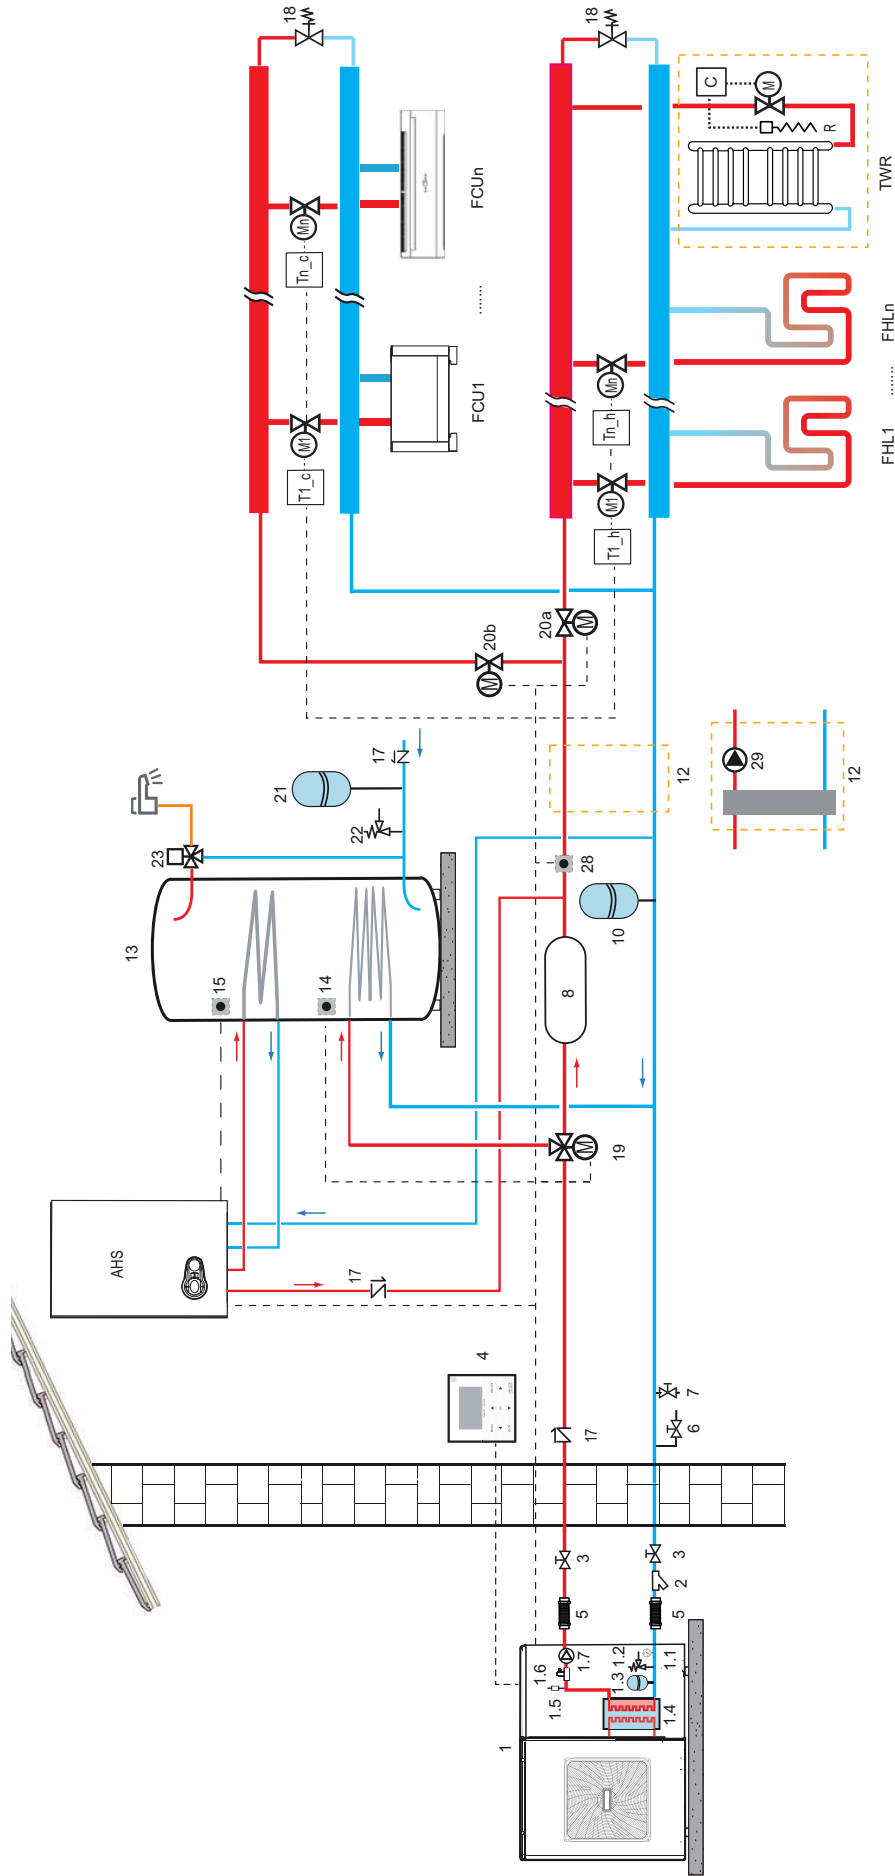 18
18
C
M
R
TWR
Mn
Tn_c
FCUn
........
M1
T1_c
FCU1
Mn
Tn_h
FHLn
........
M1
T1_h
FHL1
20b
M
20a
M
17
21
22
23
12
29
12
28
10
13
15
14
8
19
M
AHS
17
4
17
7
6
3
3
2
5
5
1.7
1.6
1.5
1.2
1.3
1.1
1.4
1